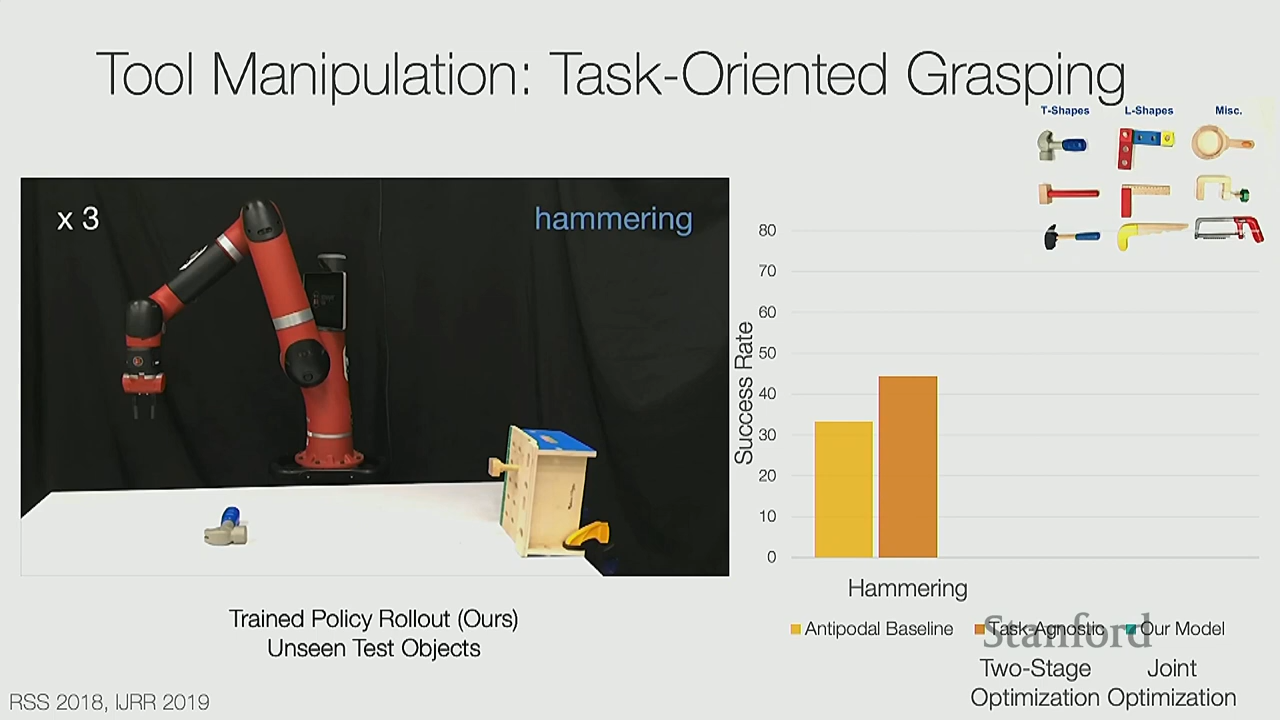 Tool Manipulation: Task-Oriented Grasping
T-Shapes L-Shapes Misc.
x 3
hammering
80
70
60
50
40
30
20
10
0
Success Rate
Hammering
Antipodal Baseline Task-Agnostic Our Model
Stanford
Two-Stage Joint
Optimization Optimization
Trained Policy Rollout (Ours)
Unseen Test Objects
RSS 2018, IJRR 2019